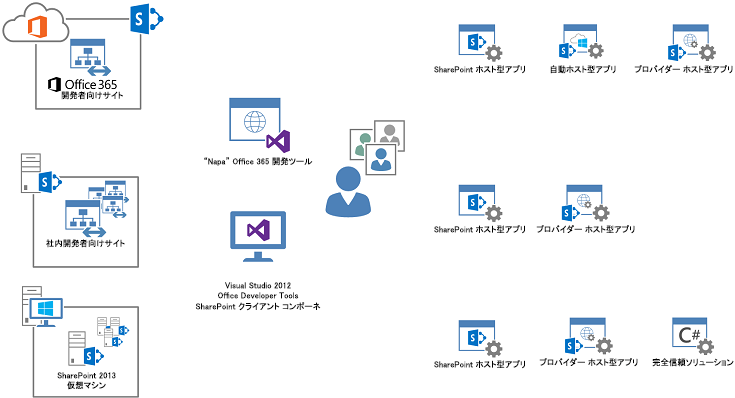 Office 365
開発者向けサイト
SharePoint ホスト型アプリ
自動ホスト型アプリ
プロバイダー ホスト型アプリ
“Napa” Office 365 開発ツール
社内開発者向けサイト
SharePoint ホスト型アプリ
プロバイダー ホスト型アプリ
Visual Studio 2012
Office Developer Tools
SharePoint クライアント コンポーネ
SharePoint 2013
仮想マシン
SharePoint ホスト型アプリ
プロバイダー ホスト型アプリ
C#
完全信頼ソリューション